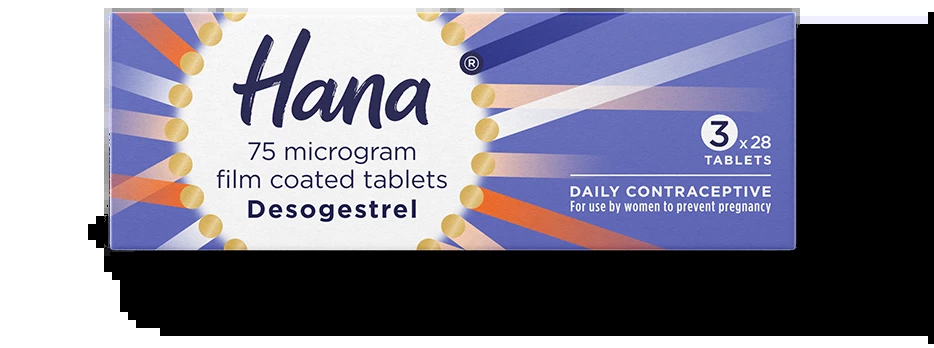 Hana®
75 microgram
film coated tablets
Desogestrel
3 x 28
TABLETS
DAILY CONTRACEPTIVE
For use by women to prevent pregnancy